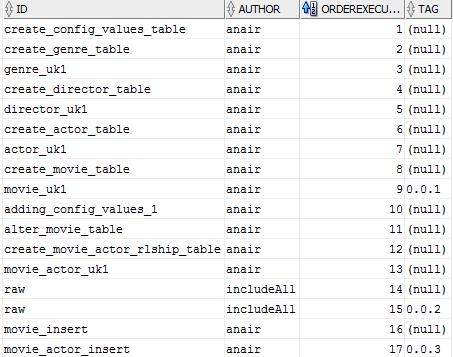 ID AUTHOR ORDEREXECU... TAG
create_config_values_table anair 1 (null)
create_genre_table anair 2 (null)
genre_uk1 anair 3 (null)
create_director_table anair 4 (null)
director_uk1 anair 5 (null)
create_actor_table anair 6 (null)
actor_uk1 anair 7 (null)
create_movie_table anair 8 (null)
movie_uk1 anair 9 0.0.1
adding_config_values_1 anair 10 (null)
alter_movie_table anair 11 (null)
create_movie_actor_rlship_table anair 12 (null)
movie_actor_uk1 anair 13 (null)
raw includeAll 14 (null)
raw includeAll 15 0.0.2
movie_insert anair 16 (null)
movie_actor_insert anair 17 0.0.3